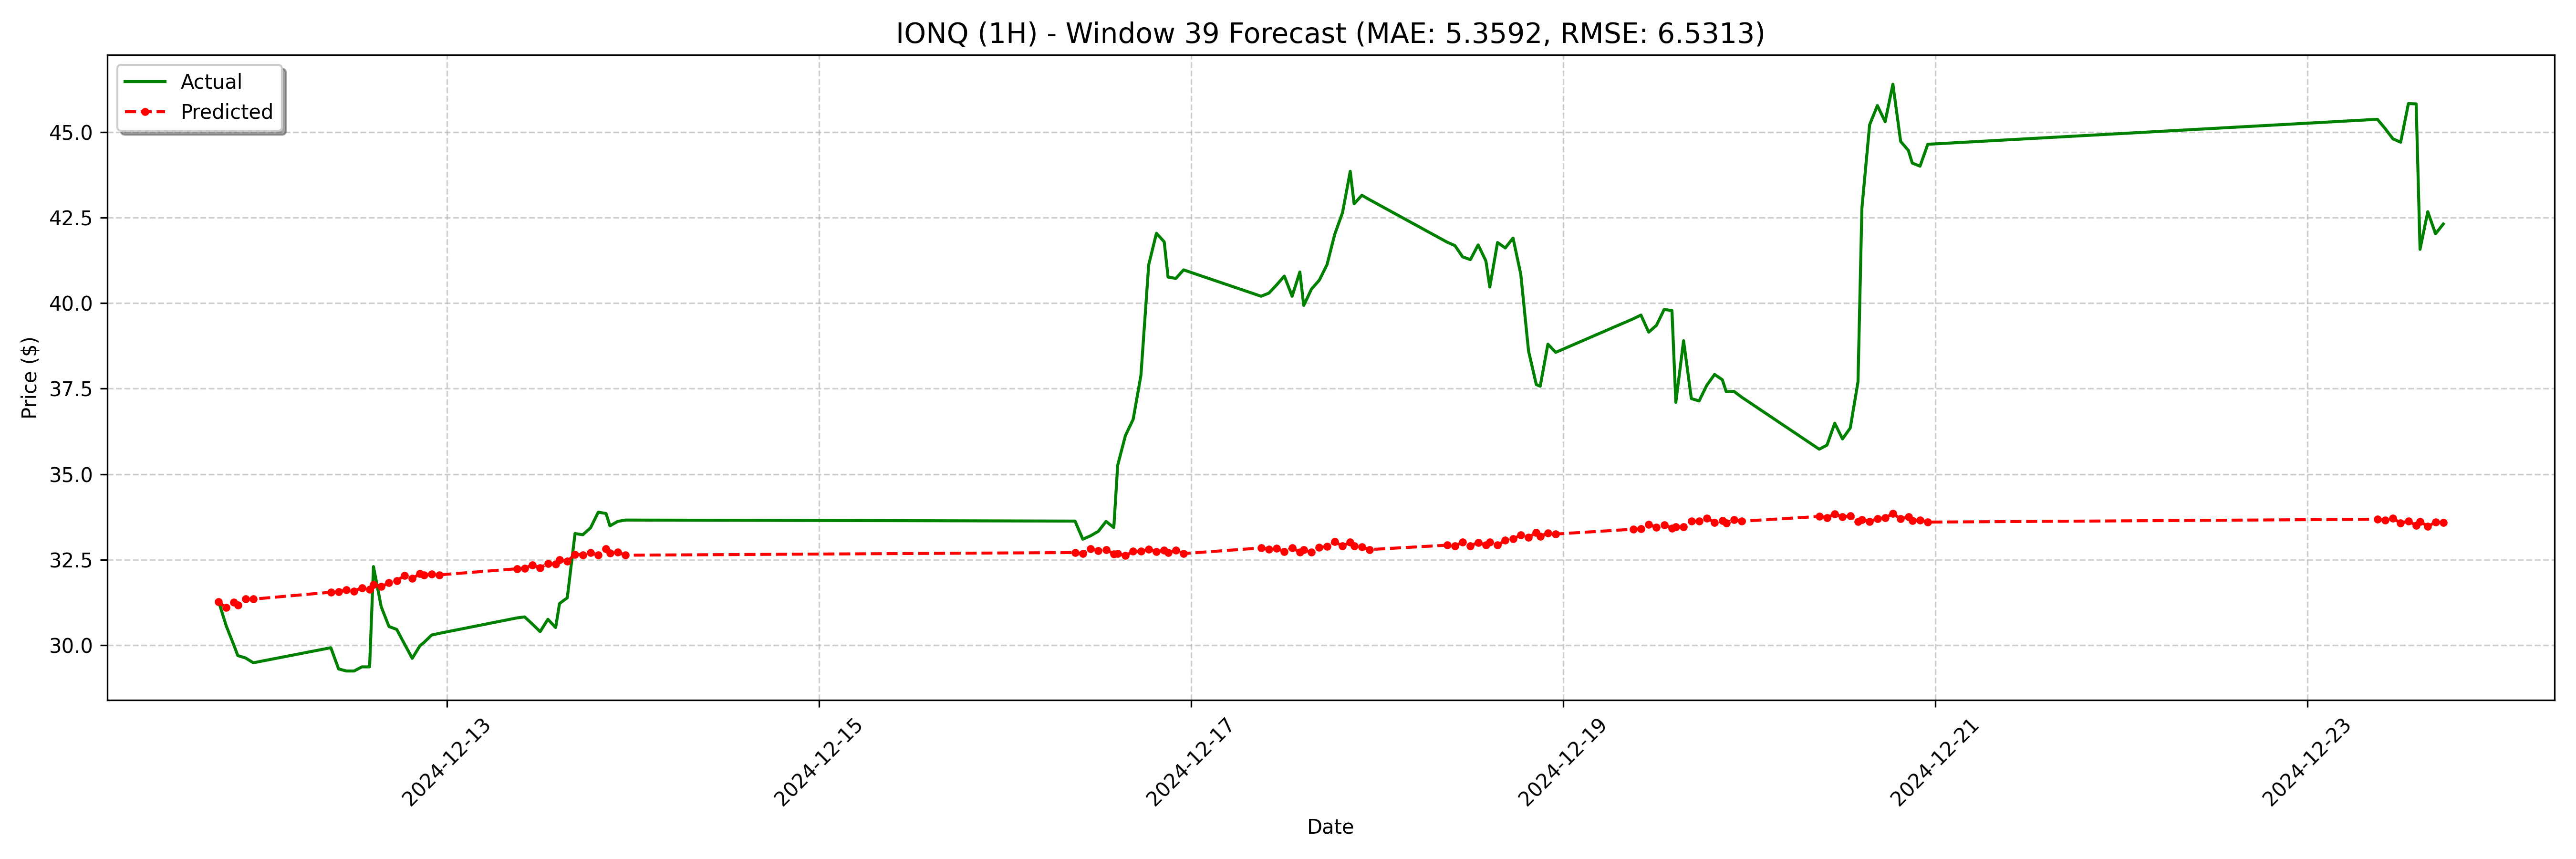 IONQ (1H) - Window 39 Forecast (MAE: 5.3592, RMSE: 6.5313)
Actual
Predicted
Price ($)
45.0
42.5
40.0
37.5
35.0
32.5
30.0
2024-12-13
2024-12-15
2024-12-17
2024-12-19
2024-12-21
2024-12-23
Date